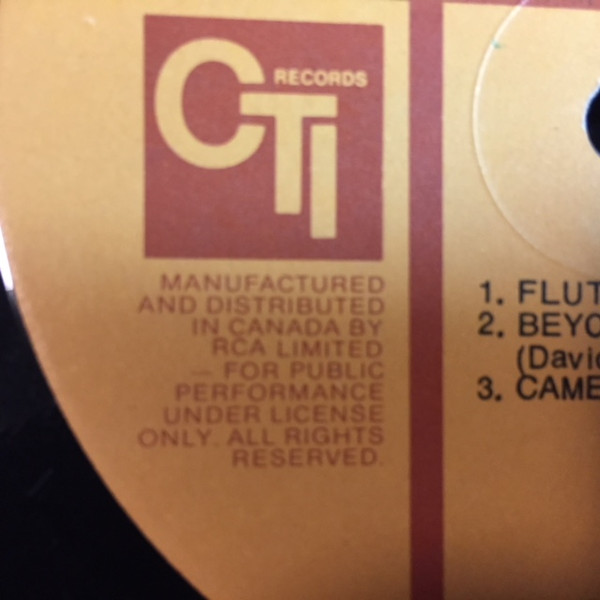 CTI RECORDS
MANUFACTURED
AND DISTRIBUTED
IN CANADA BY
RCA LIMITED
— FOR PUBLIC
PERFORMANCE
UNDER LICENSE
ONLY. ALL RIGHTS
RESERVED.
1. FLUT
2. BEYO
(David
3. CAME